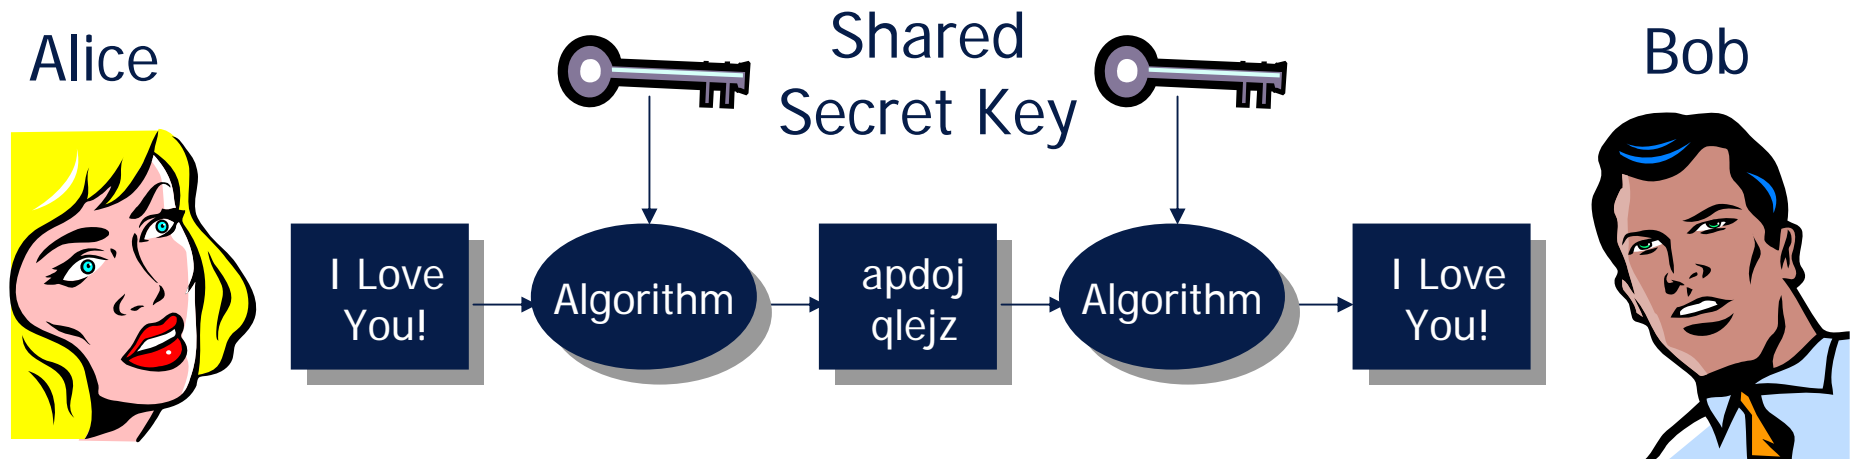 Alice
Shared
Secret Key
Bob
I Love
You!
Algorithm
apdoj
qlejz
Algorithm
I Love
You!